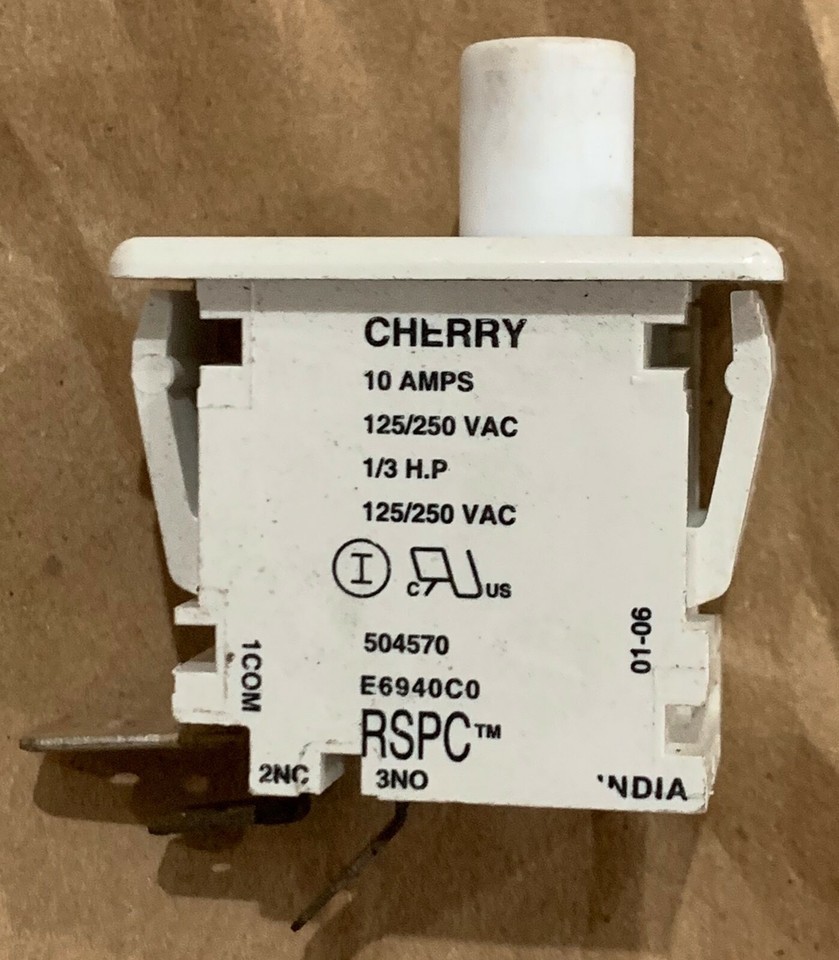 CHERRY
10 AMPS
125/250 VAC
1/3 H.P
125/250 VAC
I
c RU US
504570
E6940C0
RSPC™
1COM
2NC
3NO
01-06
INDIA